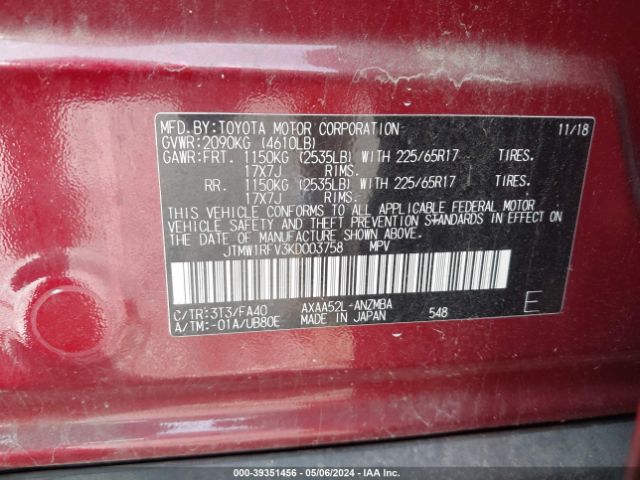 MFD.BY:TOYOTA MOTOR CORPORATION 11/18
GVWR:2090KG (4610LB)
GAWR:FRT. 1150KG (2535LB) WITH 225/65R17 TIRES.
17X7J RIMS.
RR. 1150KG (2535LB) WITH 225/65R17 TIRES.
17X7J RIMS.
THIS VEHICLE CONFORMS TO ALL APPLICABLE FEDERAL MOTOR
VEHICLE SAFETY AND THEFT PREVENTION STANDARDS IN EFFECT
ON THE DATE OF MANUFACTURE SHOWN ABOVE.
JTMW1RFV3KD003758 MPV
C/TR:3T3/FA40 AXAA52L-ANZMBA E
A/TM:-01A/UB80E MADE IN JAPAN 548
000-39351456 - 05/06/2024 - IAA Inc.